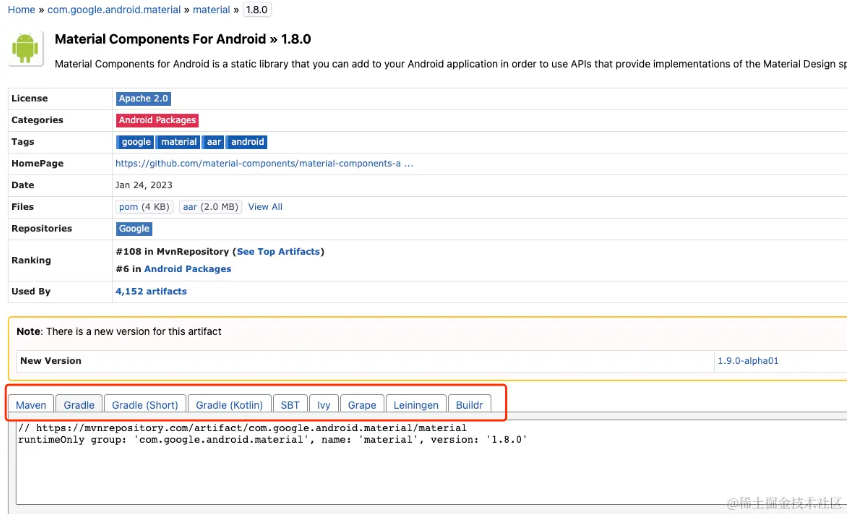 Home » com.google.android.material » material » 1.8.0
Material Components For Android » 1.8.0
Material Components for Android is a static library that you can add to your Android application in order to use APIs that provide implementations of the Material Design sp
License Apache 2.0
Categories Android Packages
Tags google material aar android
HomePage https://github.com/material-components/material-components-a ...
Date Jan 24, 2023
Files pom (4 KB) aar (2.0 MB) View All
Repositories Google
Ranking #108 in MvnRepository (See Top Artifacts)
#6 in Android Packages
Used By 4,152 artifacts
Note: There is a new version for this artifact
New Version 1.9.0-alpha01
Maven Gradle Gradle (Short) Gradle (Kotlin) SBT Ivy Grape Leiningen Buildr
// https://mvnrepository.com/artifact/com.google.android.material/material
runtimeOnly group: 'com.google.android.material', name: 'material', version: '1.8.0'
@稀土掘金技术社区